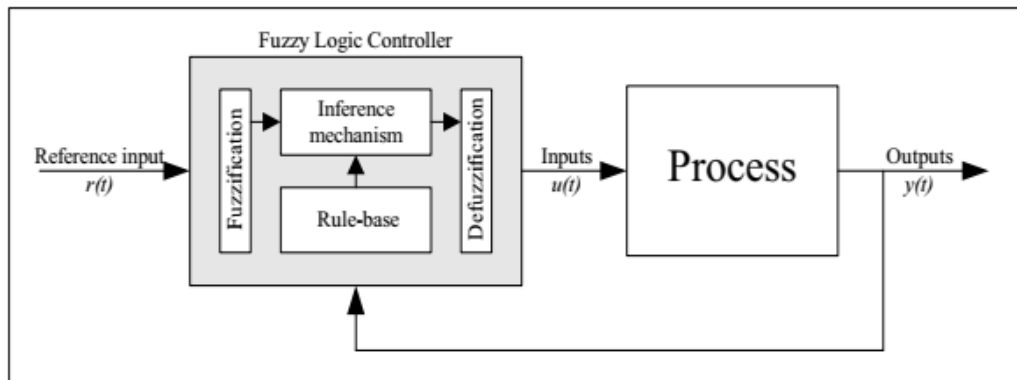 Fuzzy Logic Controller
Reference input
r(t)
Fuzzification
Inference
mechanism
Rule-base
Defuzzification
Inputs
u(t)
Process
Outputs
y(t)